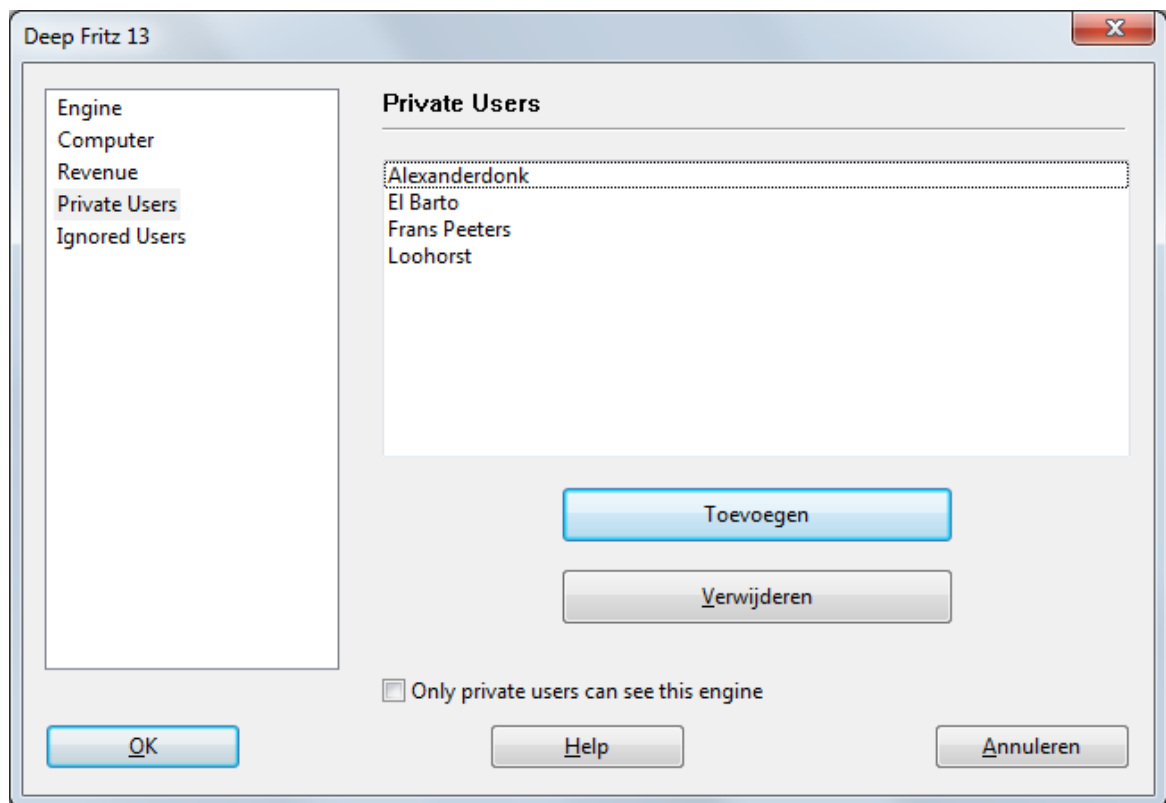 Deep Fritz 13
Engine
Computer
Revenue
Private Users
Ignored Users
Private Users
Alexanderdonk
El Barto
Frans Peeters
Loohorst
Toevoegen
Verwijderen
Only private users can see this engine
OK
Help
Annuleren